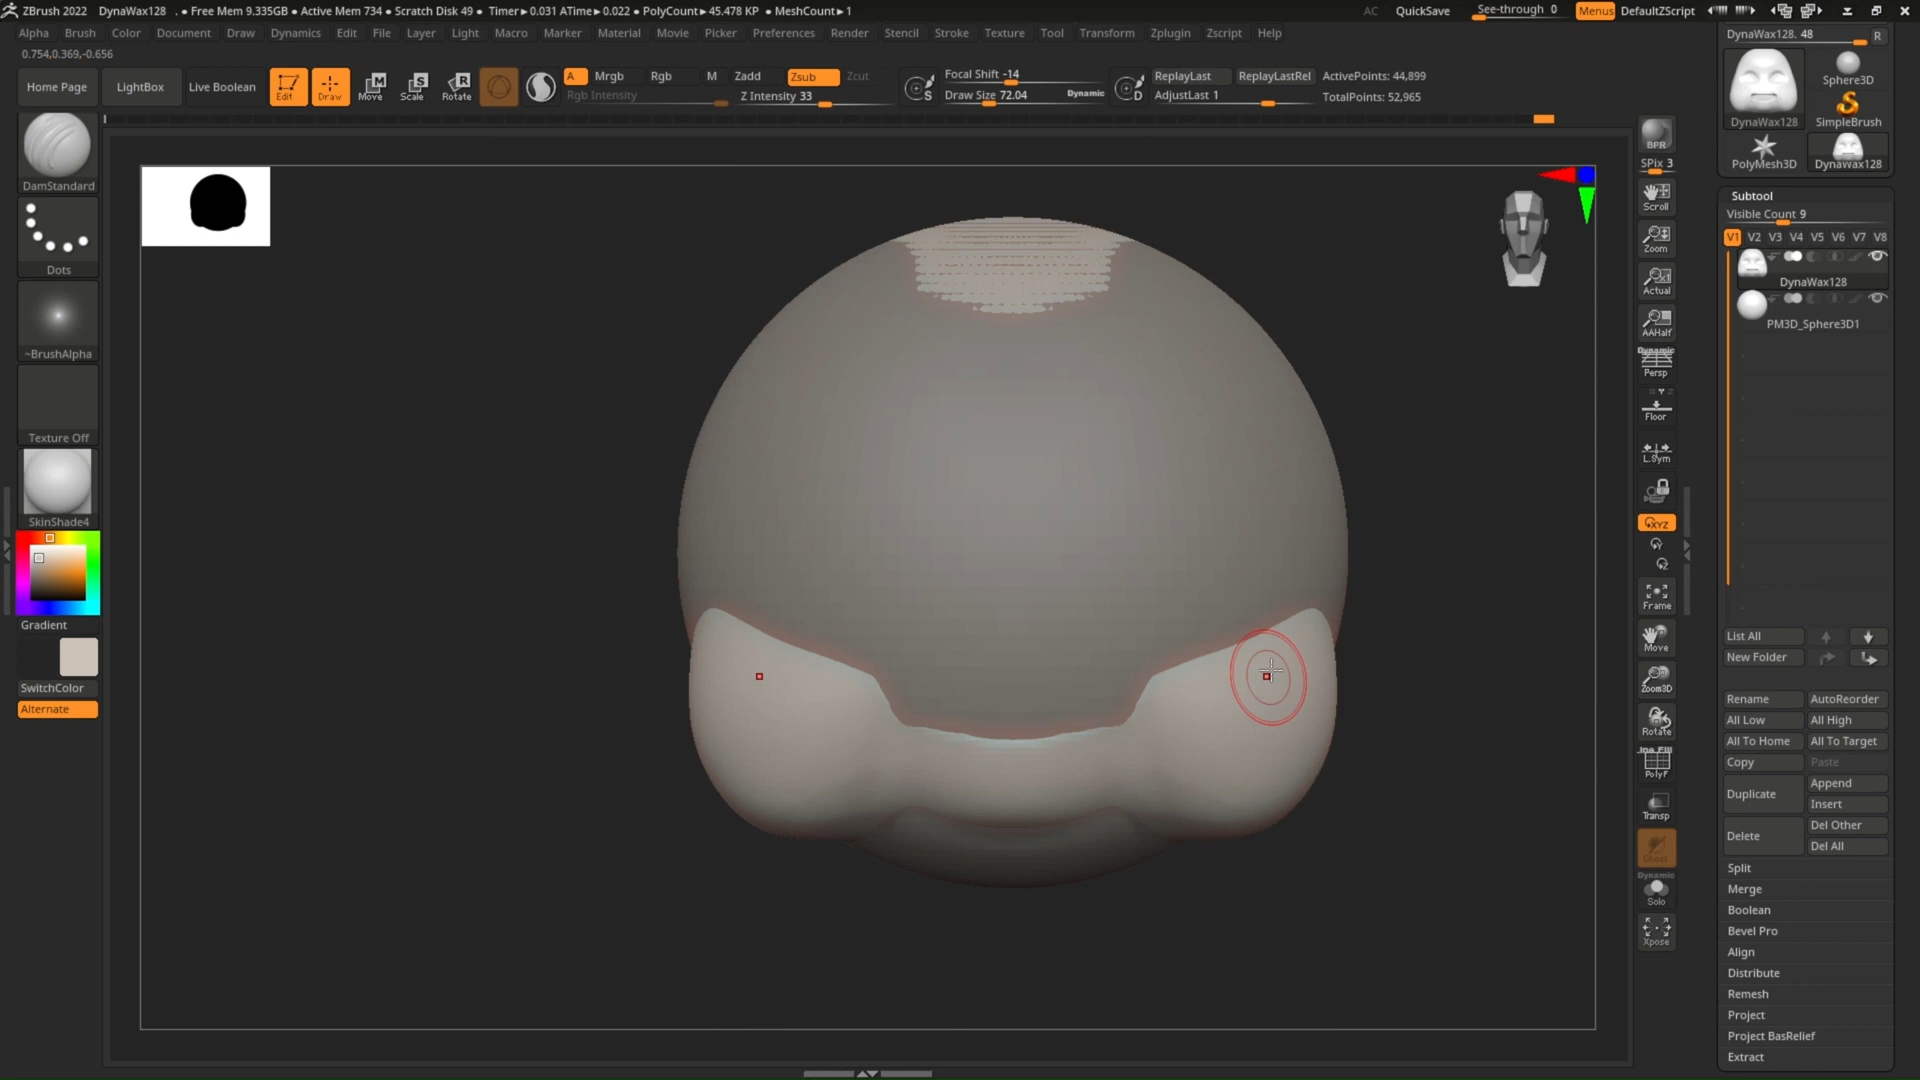 ZBrush 2022 DynaWax128 . ● Free Mem 9.335GB ● Active Mem 734 ● Scratch Disk 49 ● Timer▶0.031 ATime▶0.022 ● PolyCount▶45.478 KP ● MeshCount▶1 AC QuickSave See-through 0 Menus DefaultZScript
Alpha Brush Color Document Draw Dynamics Edit File Layer Light Macro Marker Material Movie Picker Preferences Render Stencil Stroke Texture Tool Transform Zplugin Zscript Help
0.754,0.369,-0.656
Home Page LightBox Live Boolean Edit Draw Move Scale Rotate
A Mrgb Rgb M Zadd Zsub Zcut
Rgb Intensity Z Intensity 33
Focal Shift -14
Draw Size 72.04 Dynamic
S
D
ReplayLast ReplayLastRel ActivePoints: 44,899
AdjustLast 1 TotalPoints: 52,965
DamStandard
Dots
~BrushAlpha
Texture Off
SkinShade4
Gradient
SwitchColor
Alternate
BPR
SPix 3
Scroll
Zoom
Actual
AAHalf
Dynamic
Persp
Floor
L.Sym
XYZ
Frame
Move
Zoom3D
Rotate
Line Fill
PolyF
Transp
Ghost
Dynamic
Solo
Xpose
DynaWax128. 48 R
DynaWax128
Sphere3D
SimpleBrush
PolyMesh3D
DynaWax128
Subtool
Visible Count 9
V1 V2 V3 V4 V5 V6 V7 V8
DynaWax128
PM3D_Sphere3D1
List All
New Folder
Rename AutoReorder
All Low All High
All To Home All To Target
Copy Paste
Duplicate Append
Insert
Delete Del Other
Del All
Split
Merge
Boolean
Bevel Pro
Align
Distribute
Remesh
Project
Project BasRelief
Extract